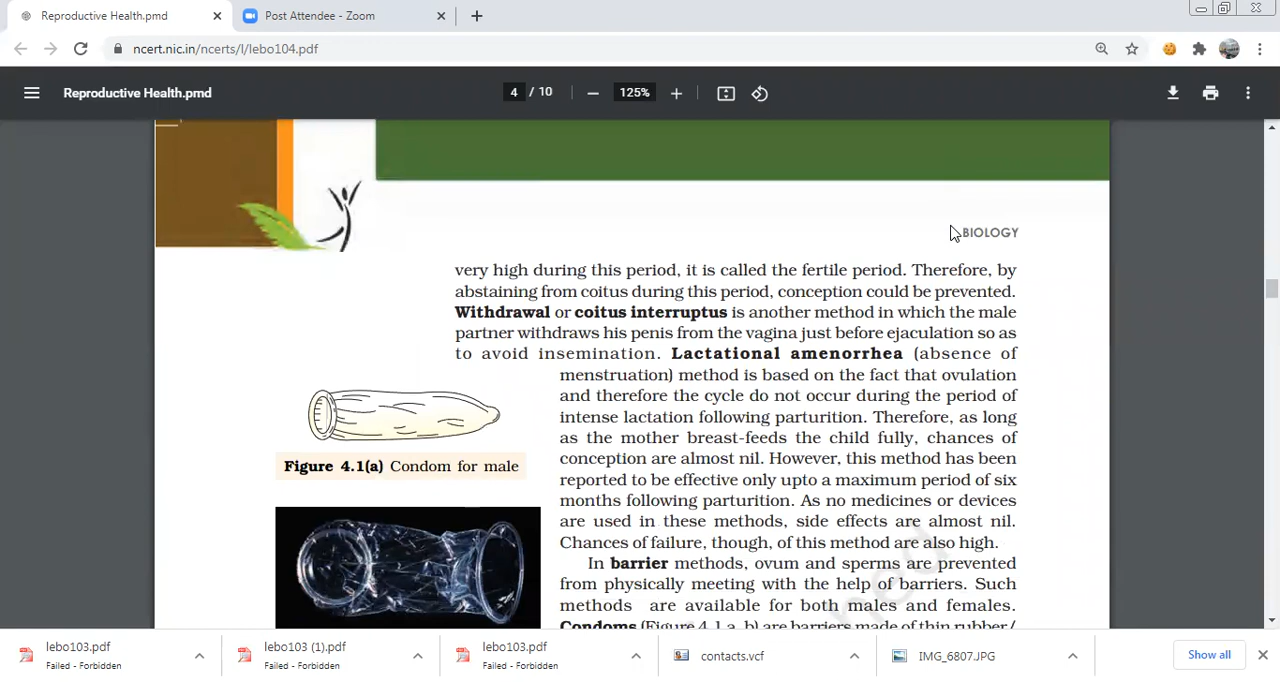 Reproductive Health.pmd
Post Attendee - Zoom
ncert.nic.in/ncerts/l/lebo104.pdf
Reproductive Health.pmd
4 / 10
125%
BIOLOGY
very high during this period, it is called the fertile period. Therefore, by
abstaining from coitus during this period, conception could be prevented.
Withdrawal or coitus interruptus is another method in which the male
partner withdraws his penis from the vagina just before ejaculation so as
to avoid insemination. Lactational amenorrhea (absence of
menstruation) method is based on the fact that ovulation
and therefore the cycle do not occur during the period of
intense lactation following parturition. Therefore, as long
as the mother breast-feeds the child fully, chances of
conception are almost nil. However, this method has been
reported to be effective only upto a maximum period of six
months following parturition. As no medicines or devices
are used in these methods, side effects are almost nil.
Chances of failure, though, of this method are also high.
In barrier methods, ovum and sperms are prevented
from physically meeting with the help of barriers. Such
methods are available for both males and females.
Condoms (Figure 4.1 a, b) are barriers made of thin rubber/
Figure 4.1(a) Condom for male
lebo103.pdf
Failed - Forbidden
lebo103 (1).pdf
Failed - Forbidden
lebo103.pdf
Failed - Forbidden
contacts.vcf
IMG_6807.JPG
Show all